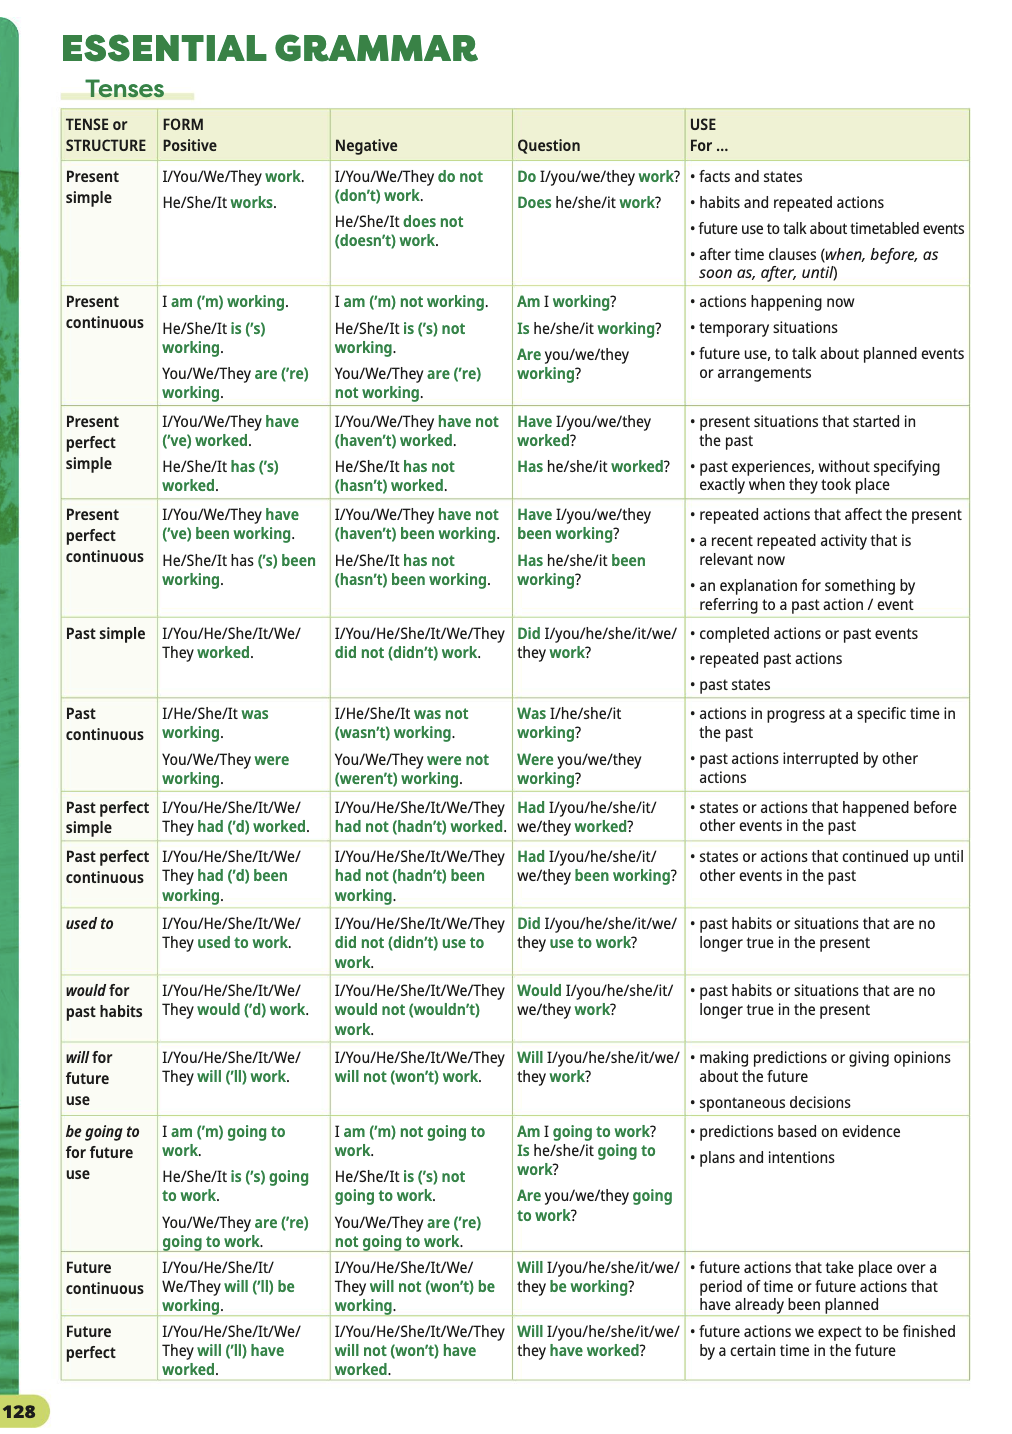 ESSENTIAL GRAMMAR
Tenses
TENSE or
STRUCTURE
FORM
Positive
Negative
Question
USE
For ...
Present
simple
I/You/We/They work.
He/She/It works.
I/You/We/They do not
(don’t) work.
He/She/It does not
(doesn’t) work.
Do I/you/we/they work?
Does he/she/it work?
• facts and states
• habits and repeated actions
• future use to talk about timetabled events
• after time clauses (when, before, as
soon as, after, until)
Present
continuous
I am (’m) working.
He/She/It is (’s)
working.
You/We/They are (’re)
working.
I am (’m) not working.
He/She/It is (’s) not
working.
You/We/They are (’re)
not working.
Am I working?
Is he/she/it working?
Are you/we/they
working?
• actions happening now
• temporary situations
• future use, to talk about planned events
or arrangements
Present
perfect
simple
I/You/We/They have
(’ve) worked.
He/She/It has (’s)
worked.
I/You/We/They have not
(haven’t) worked.
He/She/It has not
(hasn’t) worked.
Have I/you/we/they
worked?
Has he/she/it worked?
• present situations that started in
the past
• past experiences, without specifying
exactly when they took place
Present
perfect
continuous
I/You/We/They have
(’ve) been working.
He/She/It has (’s) been
working.
I/You/We/They have not
(haven’t) been working.
He/She/It has not
(hasn’t) been working.
Have I/you/we/they
been working?
Has he/she/it been
working?
• repeated actions that affect the present
• a recent repeated activity that is
relevant now
• an explanation for something by
referring to a past action / event
Past simple
I/You/He/She/It/We/
They worked.
I/You/He/She/It/We/They
did not (didn’t) work.
Did I/you/he/she/it/we/
they work?
• completed actions or past events
• repeated past actions
• past states
Past
continuous
I/He/She/It was
working.
You/We/They were
working.
I/He/She/It was not
(wasn’t) working.
You/We/They were not
(weren’t) working.
Was I/he/she/it
working?
Were you/we/they
working?
• actions in progress at a specific time in
the past
• past actions interrupted by other
actions
Past perfect
simple
I/You/He/She/It/We/
They had (’d) worked.
I/You/He/She/It/We/They
had not (hadn’t) worked.
Had I/you/he/she/it/
we/they worked?
• states or actions that happened before
other events in the past
Past perfect
continuous
I/You/He/She/It/We/
They had (’d) been
working.
I/You/He/She/It/We/They
had not (hadn’t) been
working.
Had I/you/he/she/it/
we/they been working?
• states or actions that continued up until
other events in the past
used to
I/You/He/She/It/We/
They used to work.
I/You/He/She/It/We/They
did not (didn’t) use to
work.
Did I/you/he/she/it/we/
they use to work?
• past habits or situations that are no
longer true in the present
would for
past habits
I/You/He/She/It/We/
They would (’d) work.
I/You/He/She/It/We/They
would not (wouldn’t)
work.
Would I/you/he/she/it/
we/they work?
• past habits or situations that are no
longer true in the present
will for
future
use
I/You/He/She/It/We/
They will (’ll) work.
I/You/He/She/It/We/They
will not (won’t) work.
Will I/you/he/she/it/we/
they work?
• making predictions or giving opinions
about the future
• spontaneous decisions
be going to
for future
use
I am (’m) going to
work.
He/She/It is (’s) going
to work.
You/We/They are (’re)
going to work.
I am (’m) not going to
work.
He/She/It is (’s) not
going to work.
You/We/They are (’re)
not going to work.
Am I going to work?
Is he/she/it going to
work?
Are you/we/they going
to work?
• predictions based on evidence
• plans and intentions
Future
continuous
I/You/He/She/It/
We/They will (’ll) be
working.
I/You/He/She/It/We/
They will not (won’t) be
working.
Will I/you/he/she/it/we/
they be working?
• future actions that take place over a
period of time or future actions that
have already been planned
Future
perfect
I/You/He/She/It/We/
They will (’ll) have
worked.
I/You/He/She/It/We/They
will not (won’t) have
worked.
Will I/you/he/she/it/we/
they have worked?
• future actions we expect to be finished
by a certain time in the future
128